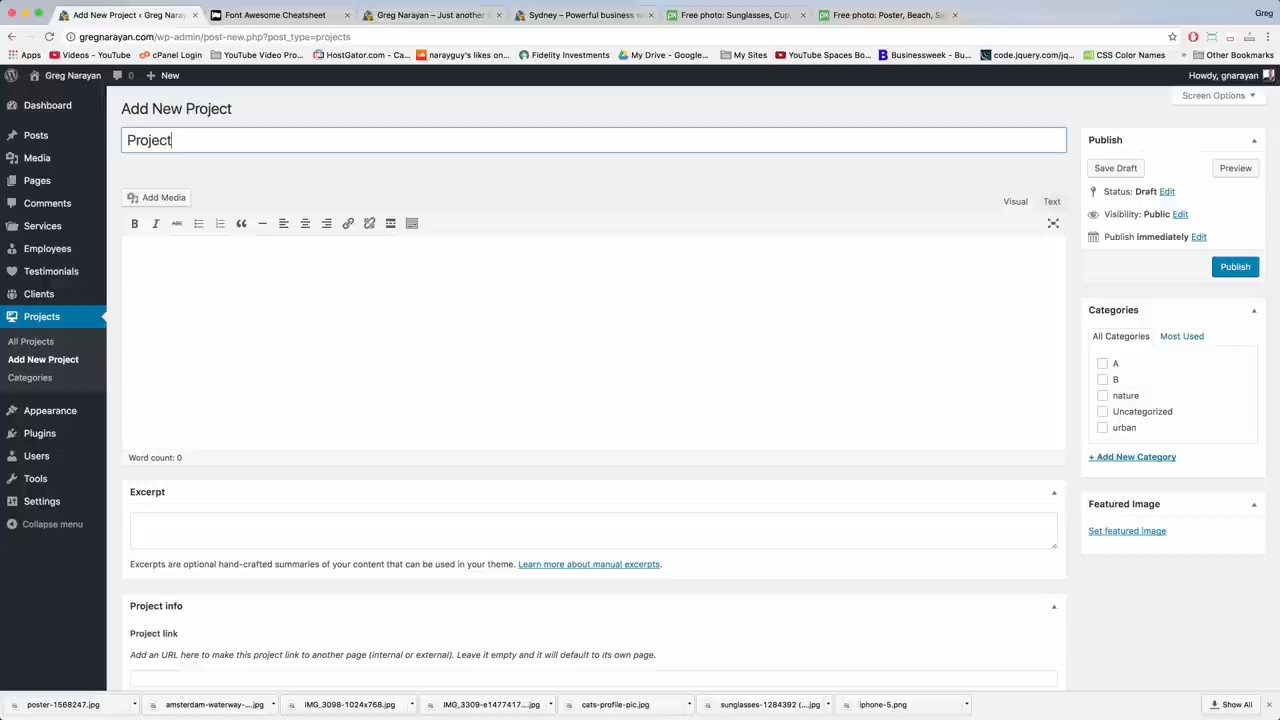 Add New Project ‹ Greg Naray
Font Awesome Cheatsheet
Greg Narayan – Just another
Sydney – Powerful business w
Free photo: Sunglasses, Cup,
Free photo: Poster, Beach, Si
Greg
gregnarayan.com/wp-admin/post-new.php?post_type=projects
Videos - YouTube
cPanel Login
YouTube Video Pro...
HostGator.com - Ca...
narayguy's likes on...
Fidelity Investments
My Drive - Google...
My Sites
YouTube Spaces Bo...
Businessweek - Bu...
code.jquery.com/jq...
CSS Color Names
Other Bookmarks
Greg Narayan
0
New
Howdy, gnarayan
Dashboard
Posts
Media
Pages
Comments
Services
Employees
Testimonials
Clients
Projects
All Projects
Add New Project
Categories
Appearance
Plugins
Users
Tools
Settings
Collapse menu
Screen Options
Add New Project
Project
Add Media
Visual
Text
B
I
ABC
Word count: 0
Excerpt
Excerpts are optional hand-crafted summaries of your content that can be used in your theme. Learn more about manual excerpts.
Project info
Project link
Add an URL here to make this project link to another page (internal or external). Leave it empty and it will default to its own page.
Publish
Save Draft
Preview
Status: Draft Edit
Visibility: Public Edit
Publish immediately Edit
Publish
Categories
All Categories
Most Used
A
B
nature
Uncategorized
urban
+ Add New Category
Featured Image
Set featured image
poster-1568247.jpg
amsterdam-waterway-....jpg
IMG_3098-1024x768.jpg
IMG_3309-e1477417....jpg
cats-profile-pic.jpg
sunglasses-1284392 (....jpg
iphone-5.png
Show All